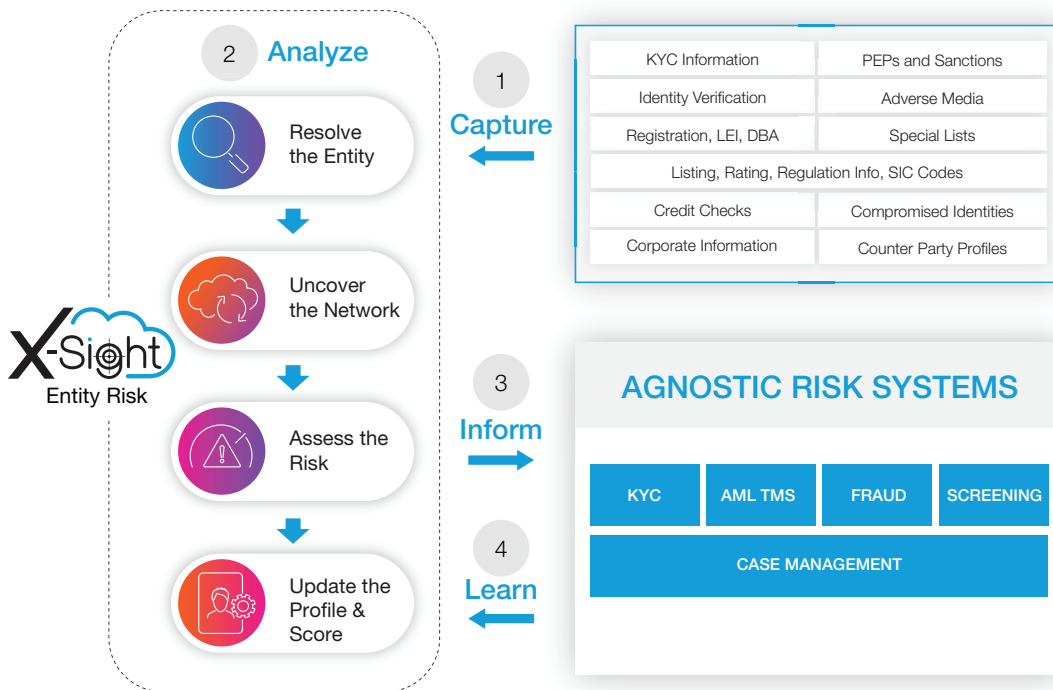 X-Sight
Entity Risk
2
Analyze
Resolve
the Entity
Uncover
the Network
Assess the
Risk
Update the
Profile &
Score
1
Capture
KYC Information
PEPs and Sanctions
Identity Verification
Adverse Media
Registration, LEI, DBA
Special Lists
Listing, Rating, Regulation Info, SIC Codes
Credit Checks
Compromised Identities
Corporate Information
Counter Party Profiles
3
Inform
4
Learn
AGNOSTIC RISK SYSTEMS
KYC
AML TMS
FRAUD
SCREENING
CASE MANAGEMENT